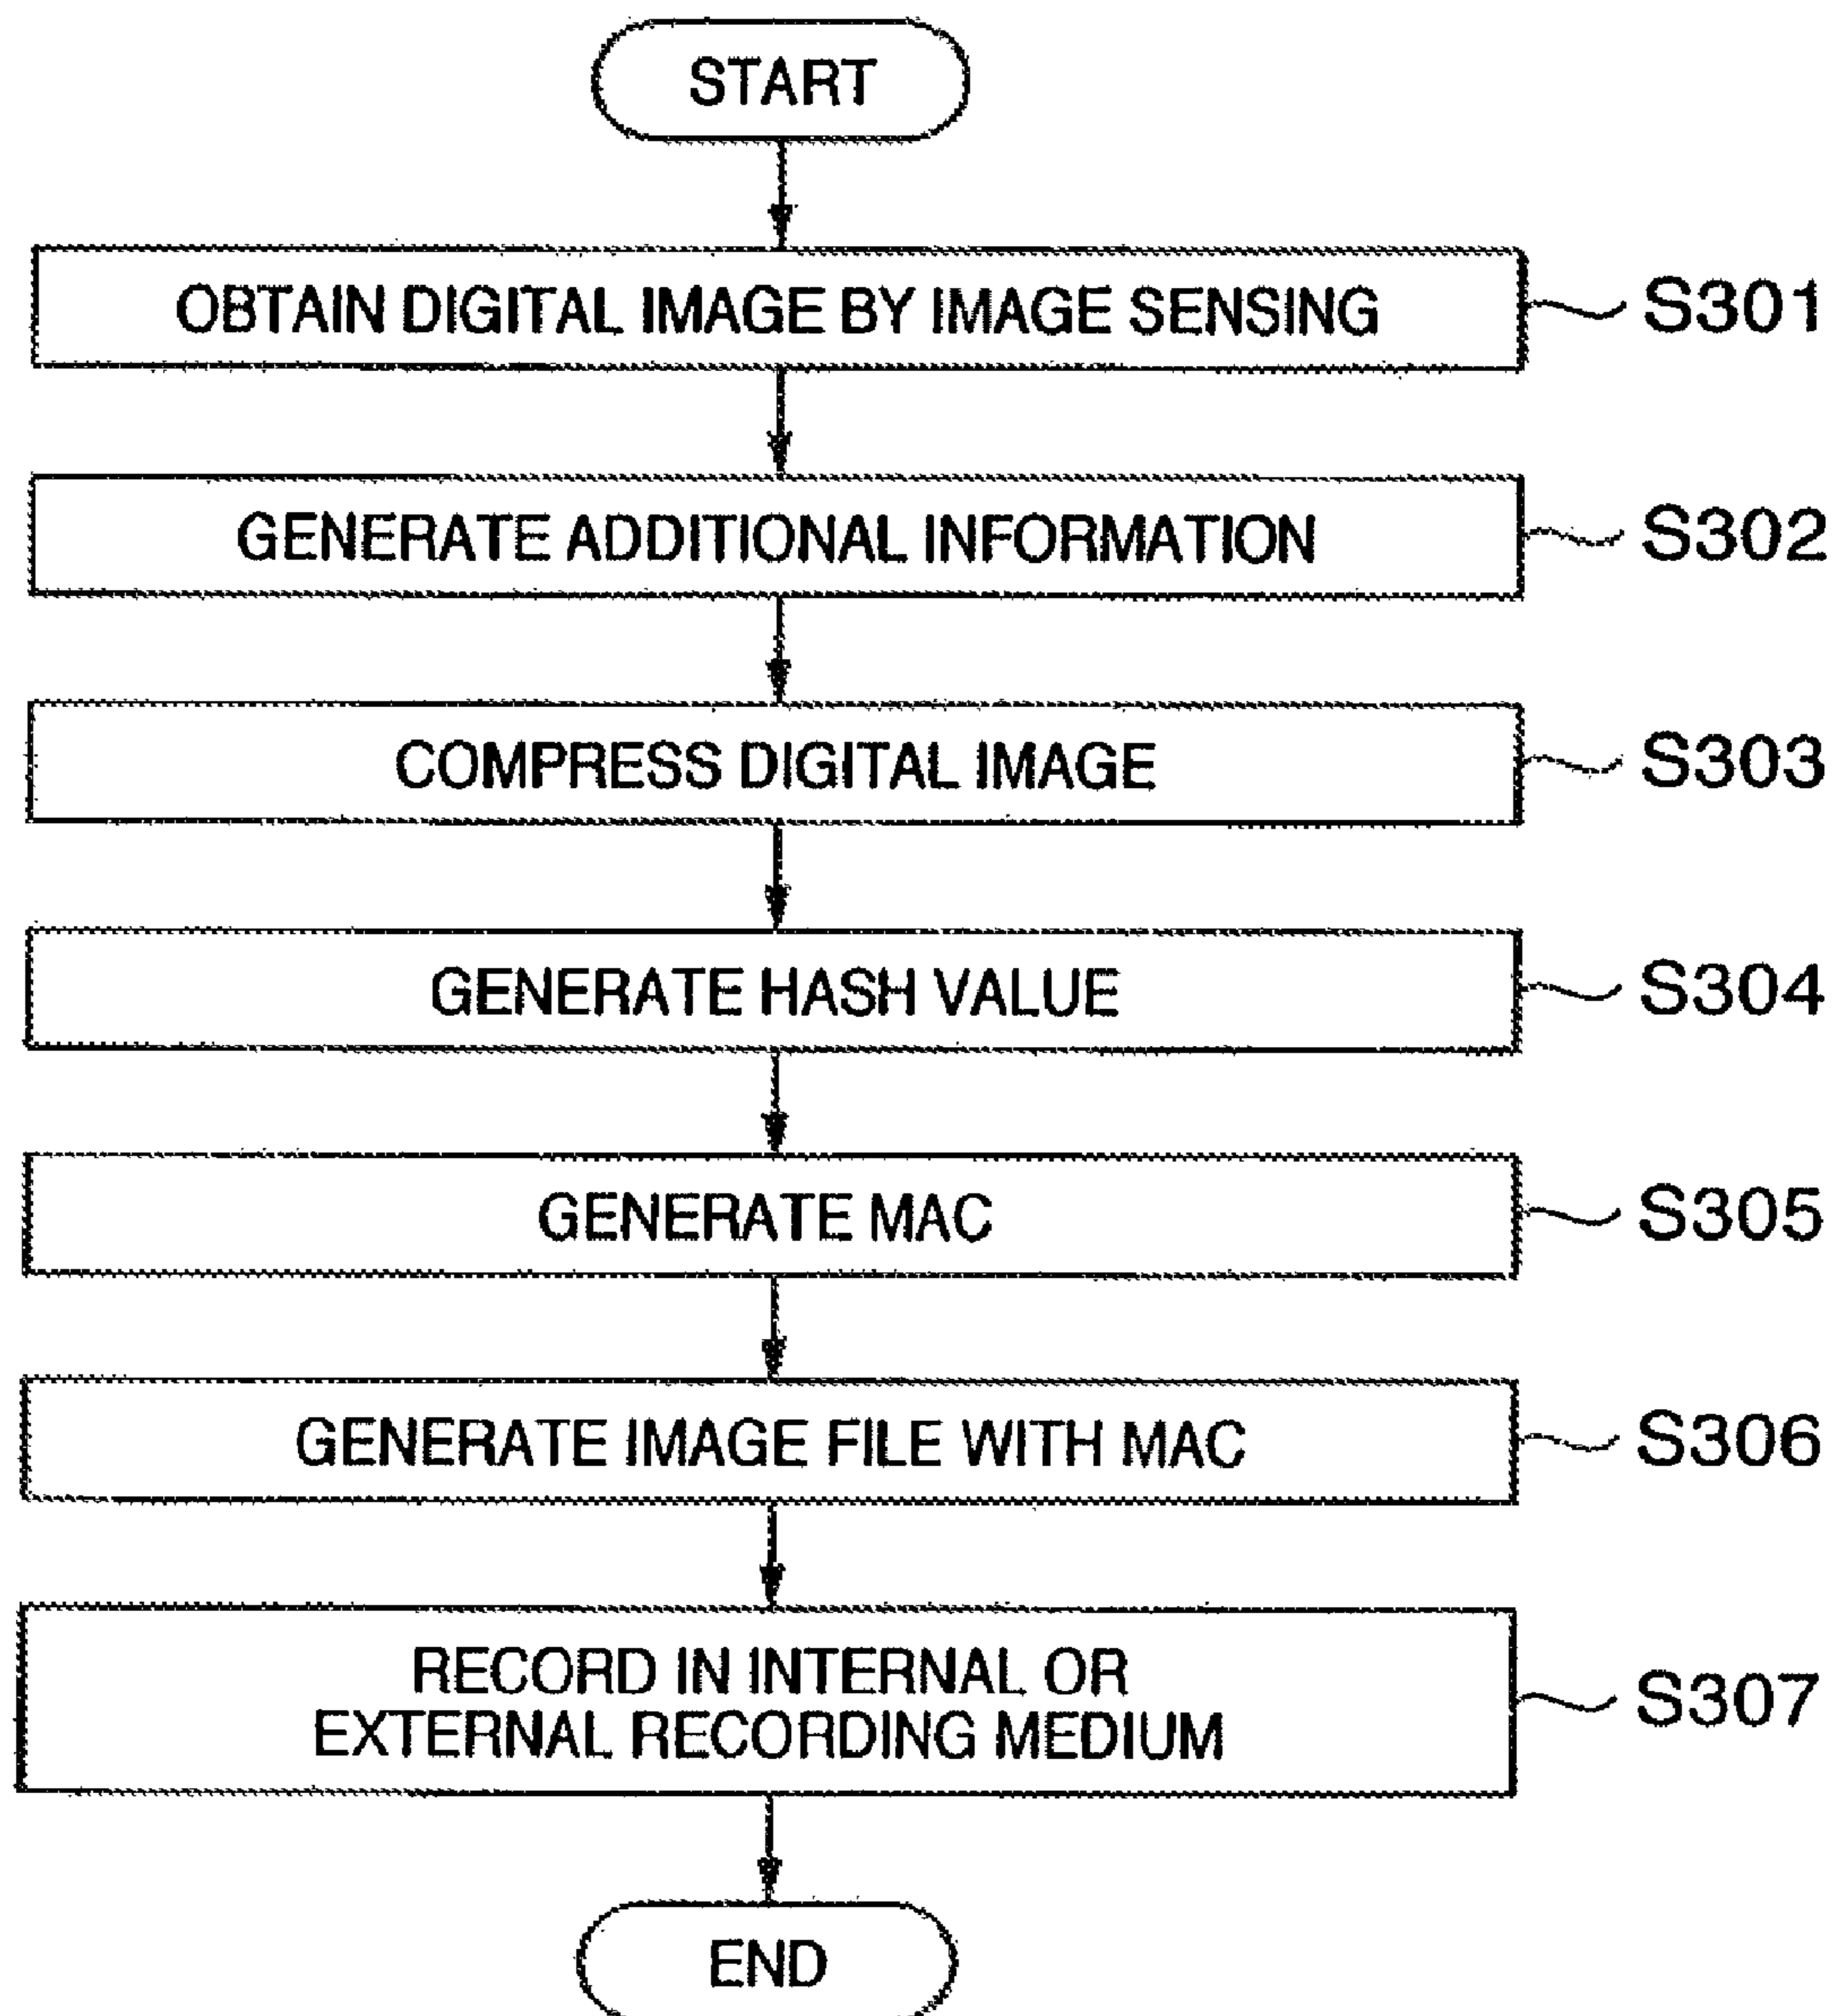 START
OBTAIN DIGITAL IMAGE BY IMAGE SENSING
S301
GENERATE ADDITIONAL INFORMATION
S302
COMPRESS DIGITAL IMAGE
S303
GENERATE HASH VALUE
S304
GENERATE MAC
S305
GENERATE IMAGE FILE WITH MAC
S306
RECORD IN INTERNAL OR
EXTERNAL RECORDING MEDIUM
S307
END